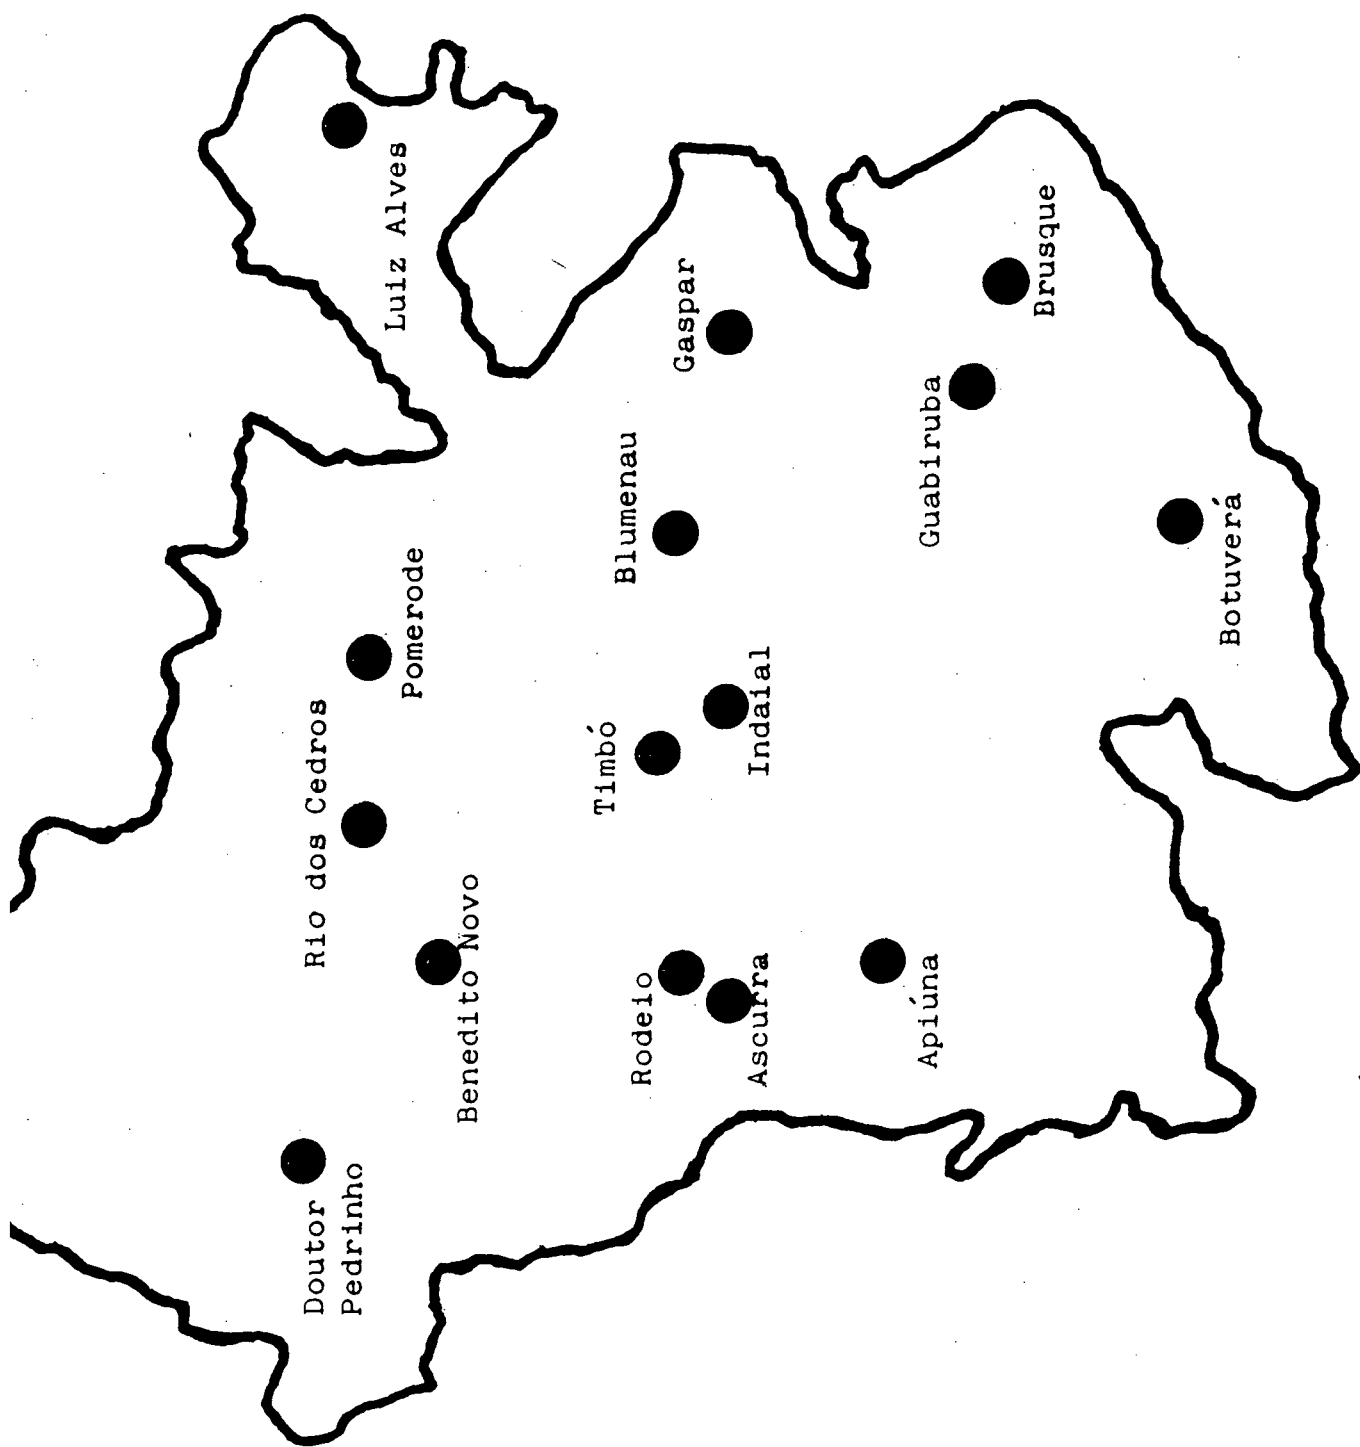 Doutor
Pedrinho
Rio dos Cedros
Luiz Alves
Pomerode
Benedito Novo
Timbó
Blumenau
Rodeio
Gaspar
Ascurra
Indaial
Apiúna
Guabiruba
Brusque
Botuverá